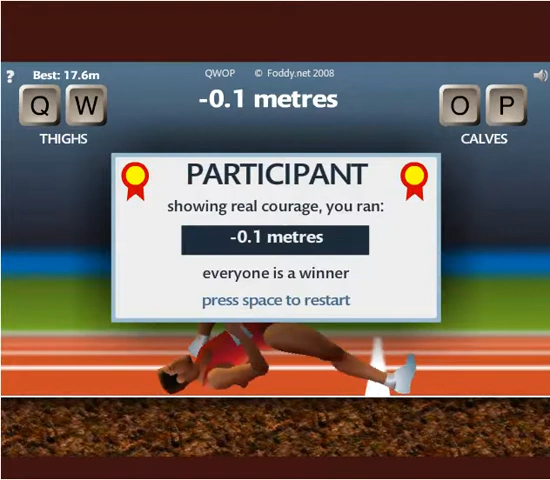 ? Best: 17.6m QWOP © Foddy.net 2008
Q W -0.1 metres O P
THIGHS CALVES
PARTICIPANT
showing real courage, you ran:
-0.1 metres
everyone is a winner
press space to restart